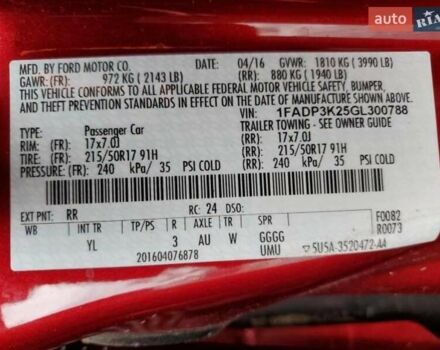 auto RIA.com
MFD. BY FORD MOTOR CO. 04/16 GVWR: 1810 KG ( 3990 LB)
GAWR: (FR): 972 KG ( 2143 LB) (RR): 880 KG ( 1940 LB)
THIS VEHICLE CONFORMS TO ALL APPLICABLE FEDERAL MOTOR VEHICLE SAFETY, BUMPER,
AND THEFT PREVENTION STANDARDS IN EFFECT ON THE DATE OF MANUFACTURE SHOWN ABOVE.
VIN: 1FADP3K25GL300788
TYPE: Passenger Car TRAILER TOWING - SEE OWNER GUIDE
RIM: (FR): 17x7.0J (RR): 17x7.0J
TIRE: (FR): 215/50R17 91H (RR): 215/50R17 91H
PRESSURE: (FR): 240 kPa/ 35 PSI COLD (RR): 240 kPa/ 35 PSI COLD
EXT PNT: RR RC: 24 DSO:
WB INT TR TP/PS R AXLE TR SPR F0082
YL 3 AU W GGGG R0073
201604076878 UMU 5U5A-3520472-AA